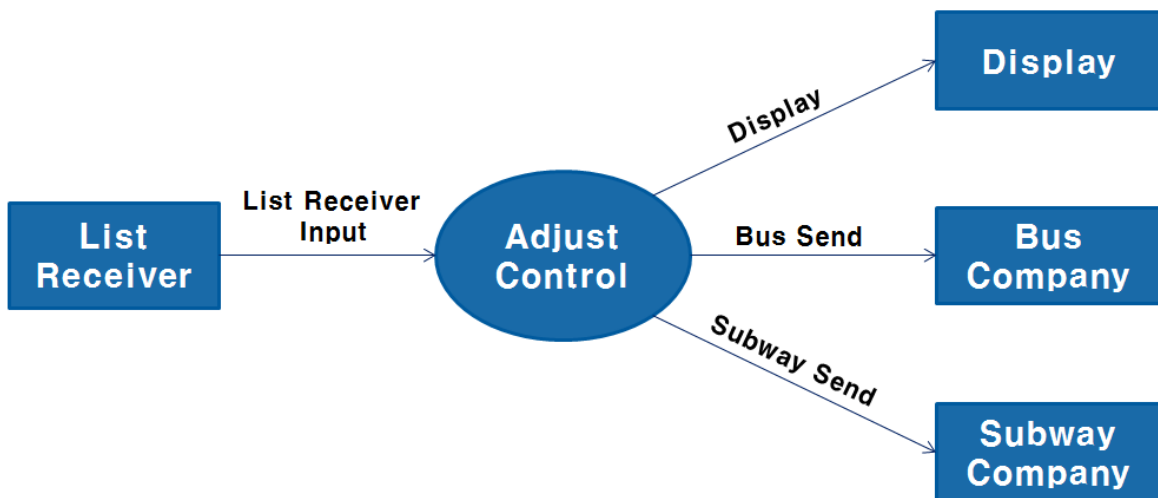 Display
Display
List Receiver
Input
List
Receiver
Adjust
Control
Bus Send
Bus
Company
Subway Send
Subway
Company